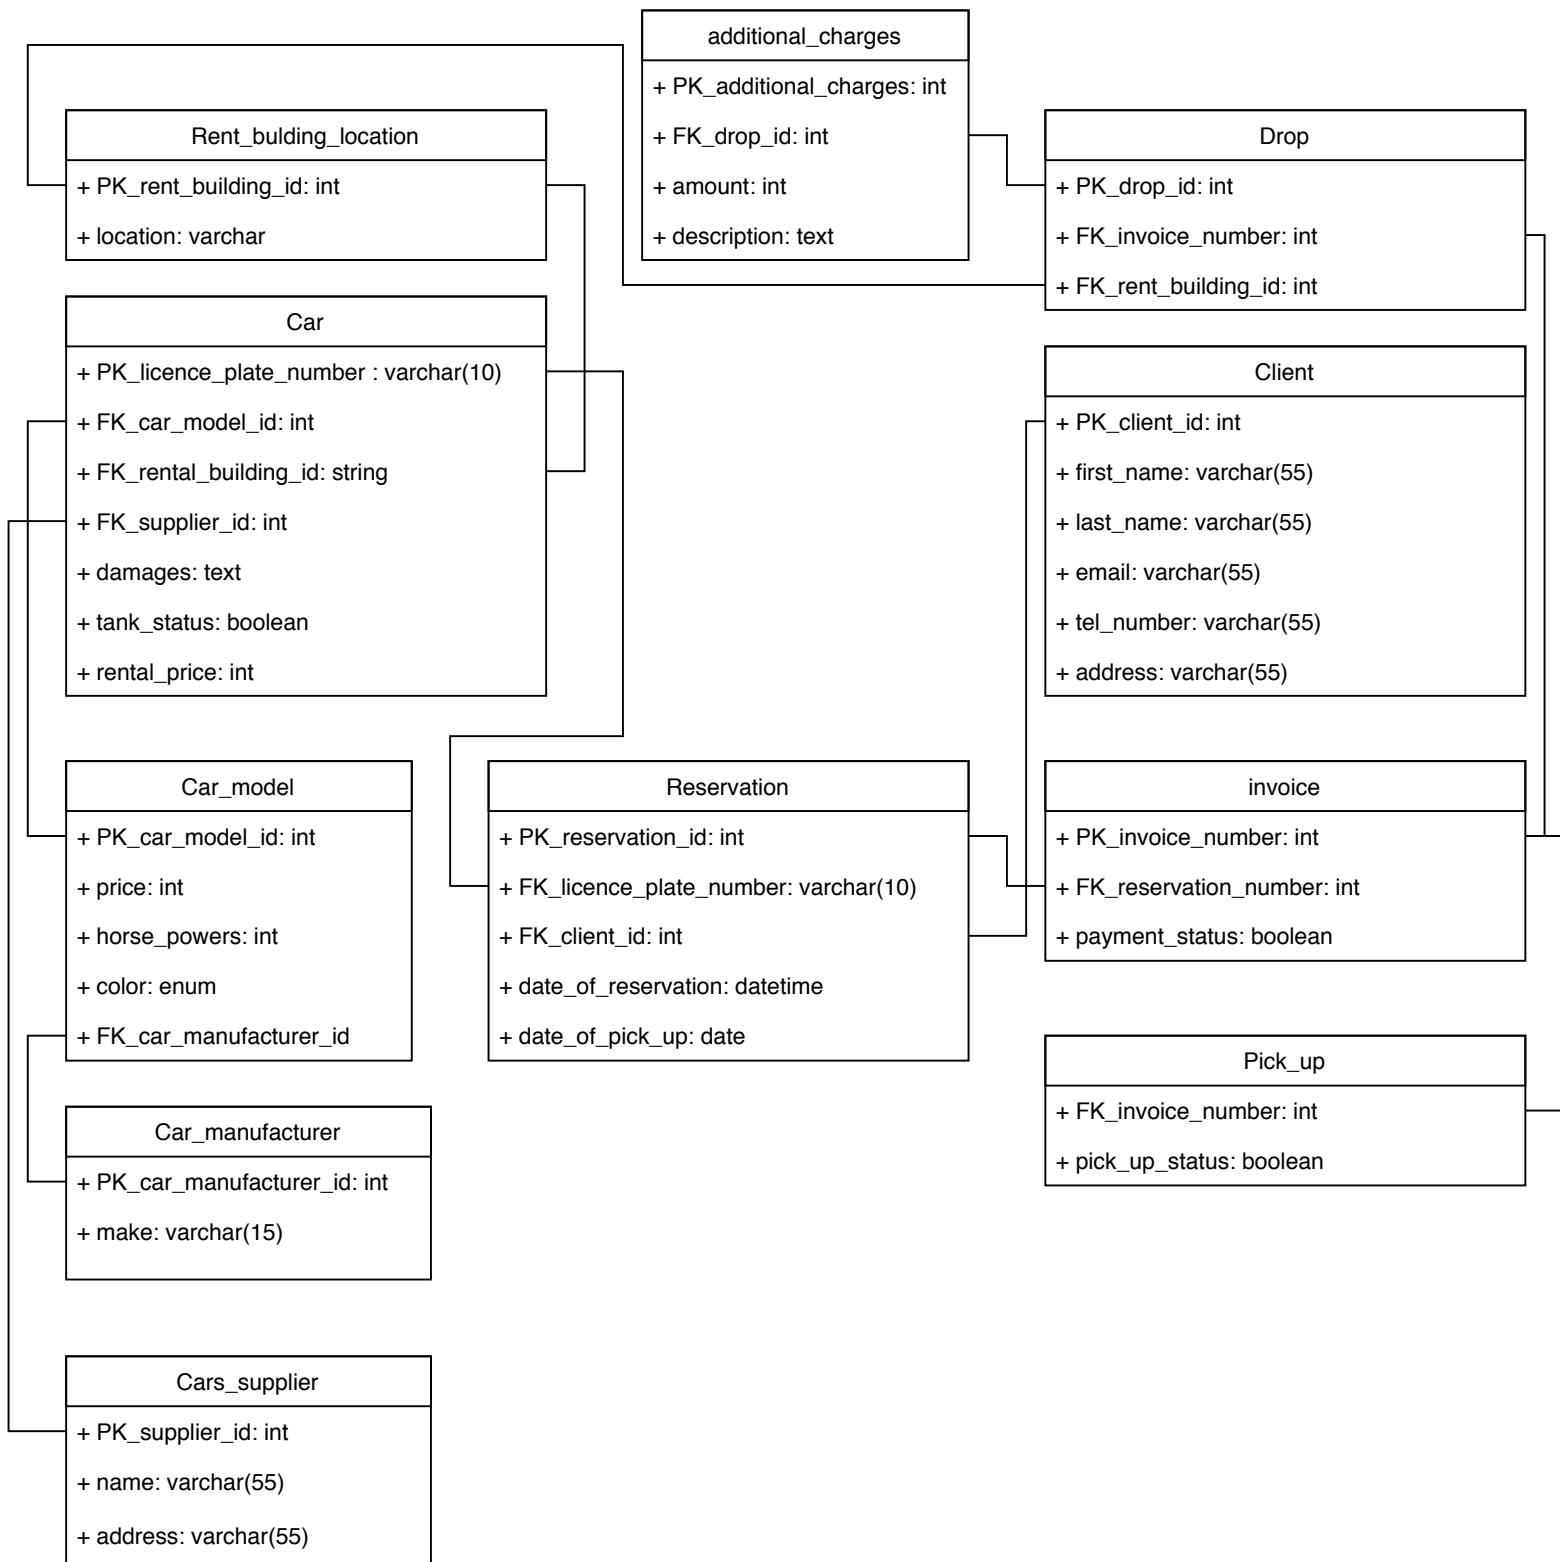 additional_charges
+ PK_additional_charges: int
+ FK_drop_id: int
+ amount: int
+ description: text
Rent_bulding_location
+ PK_rent_building_id: int
+ location: varchar
Drop
+ PK_drop_id: int
+ FK_invoice_number: int
+ FK_rent_building_id: int
Car
+ PK_licence_plate_number : varchar(10)
+ FK_car_model_id: int
+ FK_rental_building_id: string
+ FK_supplier_id: int
+ damages: text
+ tank_status: boolean
+ rental_price: int
Client
+ PK_client_id: int
+ first_name: varchar(55)
+ last_name: varchar(55)
+ email: varchar(55)
+ tel_number: varchar(55)
+ address: varchar(55)
Car_model
+ PK_car_model_id: int
+ price: int
+ horse_powers: int
+ color: enum
+ FK_car_manufacturer_id
Reservation
+ PK_reservation_id: int
+ FK_licence_plate_number: varchar(10)
+ FK_client_id: int
+ date_of_reservation: datetime
+ date_of_pick_up: date
invoice
+ PK_invoice_number: int
+ FK_reservation_number: int
+ payment_status: boolean
Pick_up
+ FK_invoice_number: int
+ pick_up_status: boolean
Car_manufacturer
+ PK_car_manufacturer_id: int
+ make: varchar(15)
Cars_supplier
+ PK_supplier_id: int
+ name: varchar(55)
+ address: varchar(55)